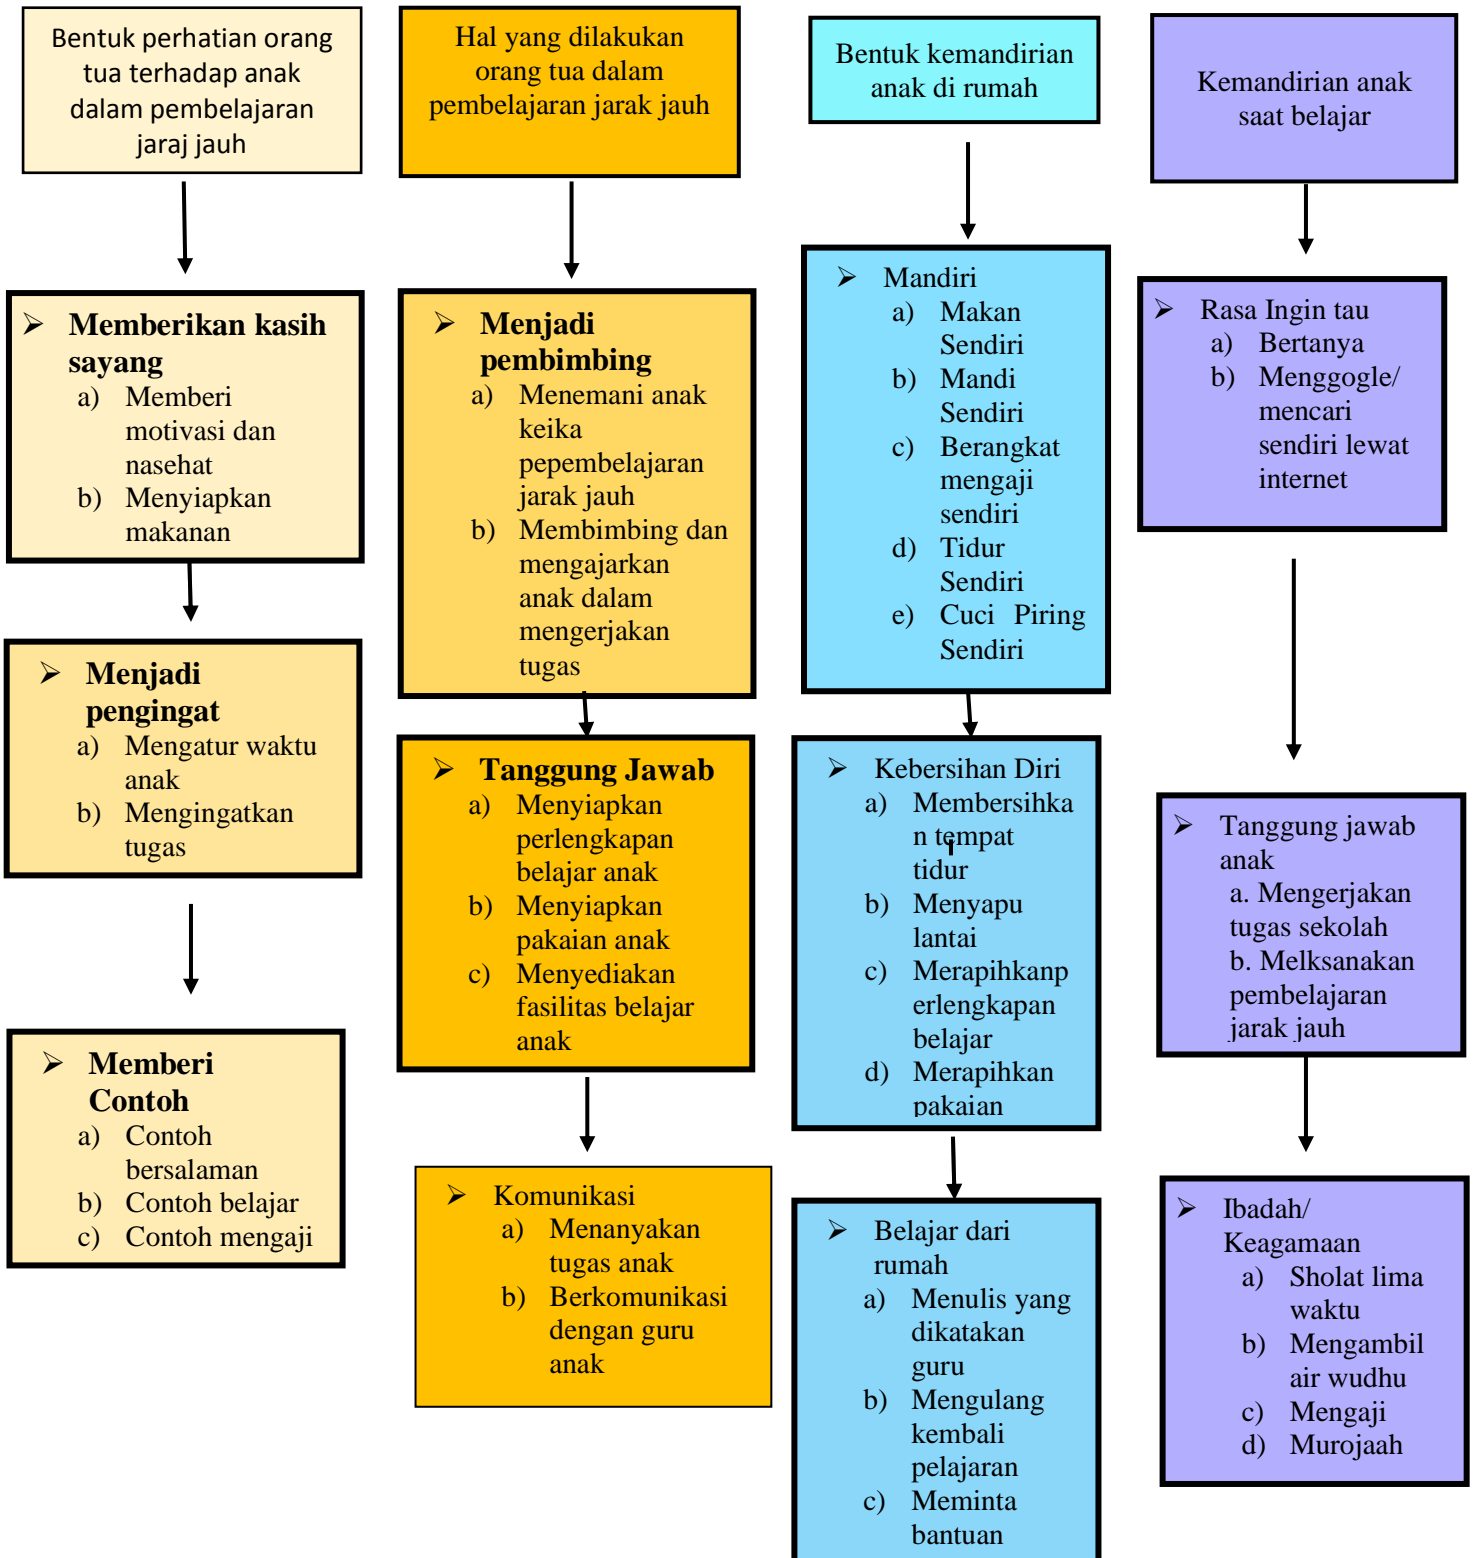 Bentuk perhatian orang
tua terhadap anak
dalam pembelajaran
jaraj jauh
➢ Memberikan kasih
sayang
a) Memberi
motivasi dan
nasehat
b) Menyiapkan
makanan
➢ Menjadi
pengingat
a) Mengatur waktu
anak
b) Mengingatkan
tugas
➢ Memberi
Contoh
a) Contoh
bersalaman
b) Contoh belajar
c) Contoh mengaji
Hal yang dilakukan
orang tua dalam
pembelajaran jarak jauh
➢ Menjadi
pembimbing
a) Menemani anak
keika
pepembelajaran
jarak jauh
b) Membimbing dan
mengajarkan
anak dalam
mengerjakan
tugas
➢ Tanggung Jawab
a) Menyiapkan
perlengkapan
belajar anak
b) Menyiapkan
pakaian anak
c) Menyediakan
fasilitas belajar
anak
➢ Komunikasi
a) Menanyakan
tugas anak
b) Berkomunikasi
dengan guru
anak
Bentuk kemandirian
anak di rumah
➢ Mandiri
a) Makan
Sendiri
b) Mandi
Sendiri
c) Berangkat
mengaji
sendiri
d) Tidur
Sendiri
e) Cuci Piring
Sendiri
➢ Kebersihan Diri
a) Membersihka
n tempat
tidur
b) Menyapu
lantai
c) Merapihkanp
erlengkapan
belajar
d) Merapihkan
pakaian
➢ Belajar dari
rumah
a) Menulis yang
dikatakan
guru
b) Mengulang
kembali
pelajaran
c) Meminta
bantuan
Kemandirian anak
saat belajar
➢ Rasa Ingin tau
a) Bertanya
b) Menggogle/
mencari
sendiri lewat
internet
➢ Tanggung jawab
anak
a. Mengerjakan
tugas sekolah
b. Melksanakan
pembelajaran
jarak jauh
➢ Ibadah/
Keagamaan
a) Sholat lima
waktu
b) Mengambil
air wudhu
c) Mengaji
d) Murojaah